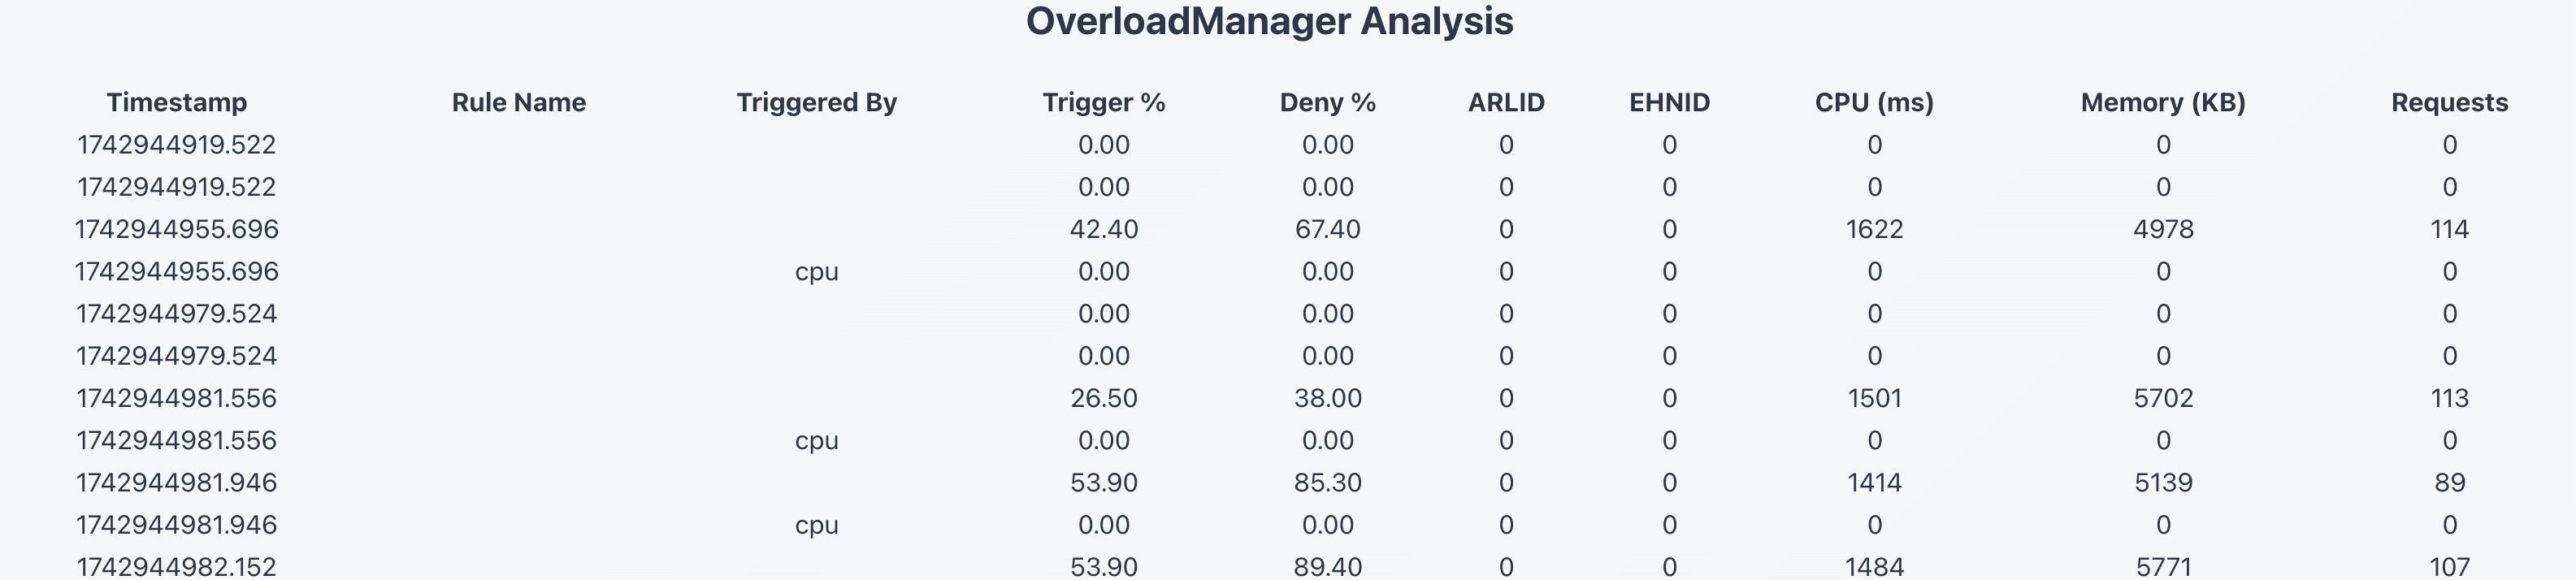 OverloadManager Analysis
Timestamp Rule Name Triggered By Trigger % Deny % ARLID EHNID CPU (ms) Memory (KB) Requests
1742944919.522 0.00 0.00 0 0 0 0 0
1742944919.522 0.00 0.00 0 0 0 0 0
1742944955.696 42.40 67.40 0 0 1622 4978 114
1742944955.696 cpu 0.00 0.00 0 0 0 0 0
1742944979.524 0.00 0.00 0 0 0 0 0
1742944979.524 0.00 0.00 0 0 0 0 0
1742944981.556 26.50 38.00 0 0 1501 5702 113
1742944981.556 cpu 0.00 0.00 0 0 0 0 0
1742944981.946 53.90 85.30 0 0 1414 5139 89
1742944981.946 cpu 0.00 0.00 0 0 0 0 0
1742944982.152 53.90 89.40 0 0 1484 5771 107